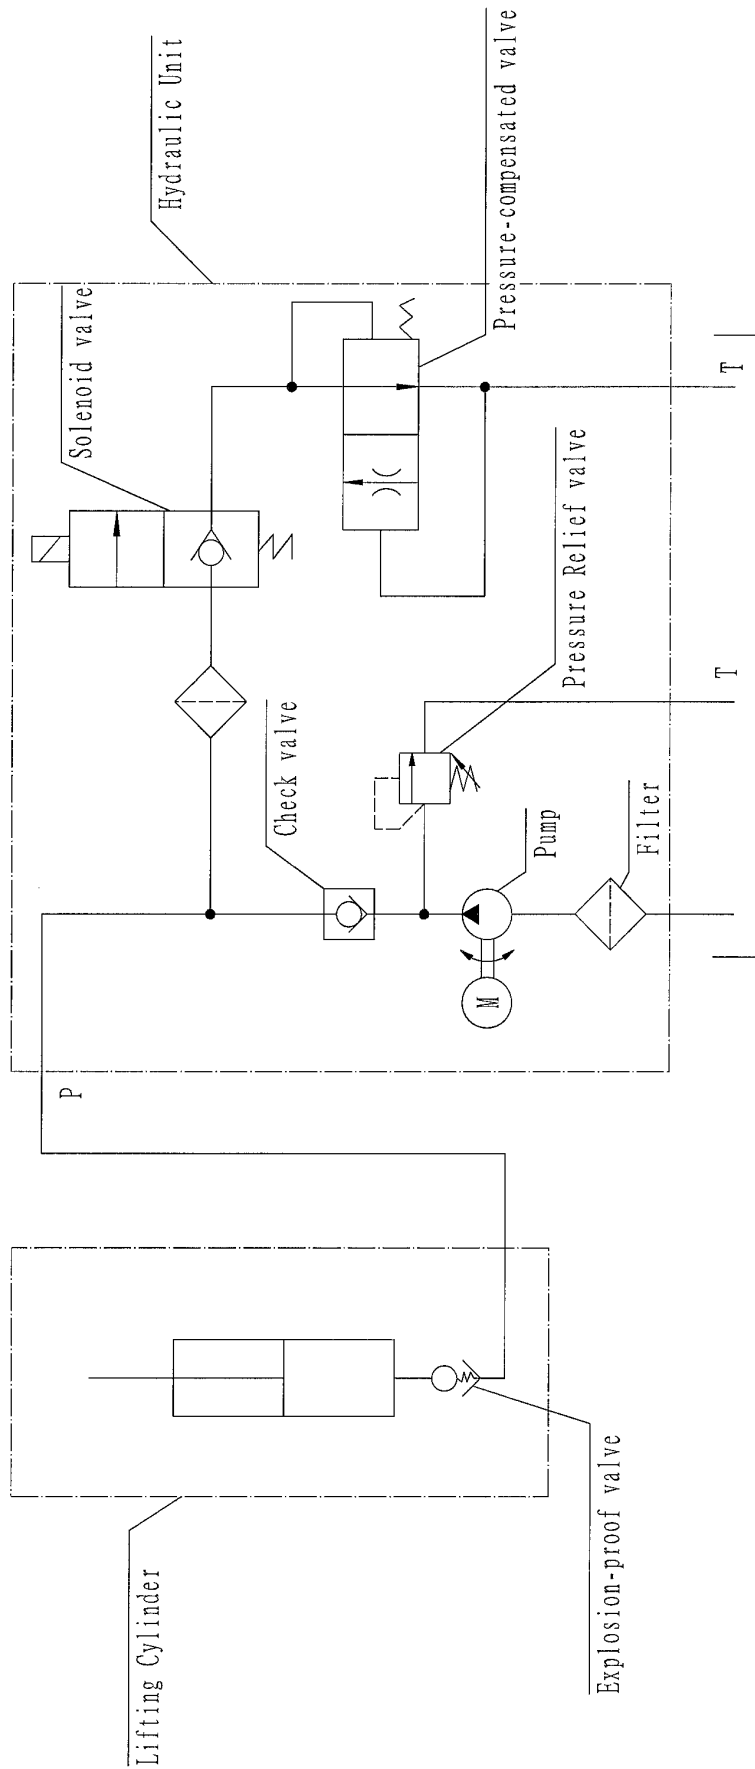 Hydraulic Unit
Solenoid valve
Pressure-compensated valve
T
Pressure Relief valve
T
Check valve
Pump
Filter
M
P
Lifting Cylinder
Explosion-proof valve